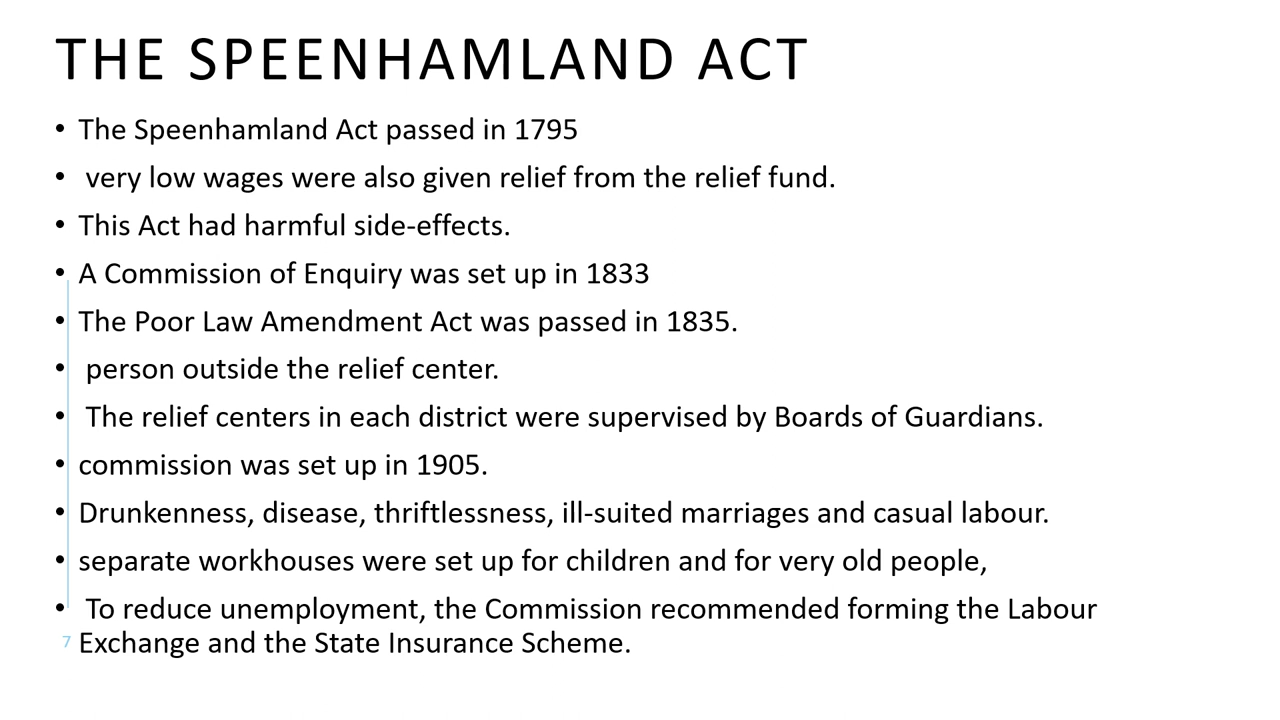 THE SPEENHAMLAND ACT
• The Speenhamland Act passed in 1795
• very low wages were also given relief from the relief fund.
• This Act had harmful side-effects.
• A Commission of Enquiry was set up in 1833
• The Poor Law Amendment Act was passed in 1835.
• person outside the relief center.
• The relief centers in each district were supervised by Boards of Guardians.
• commission was set up in 1905.
• Drunkenness, disease, thriftlessness, ill-suited marriages and casual labour.
• separate workhouses were set up for children and for very old people,
• To reduce unemployment, the Commission recommended forming the Labour
Exchange and the State Insurance Scheme.
7